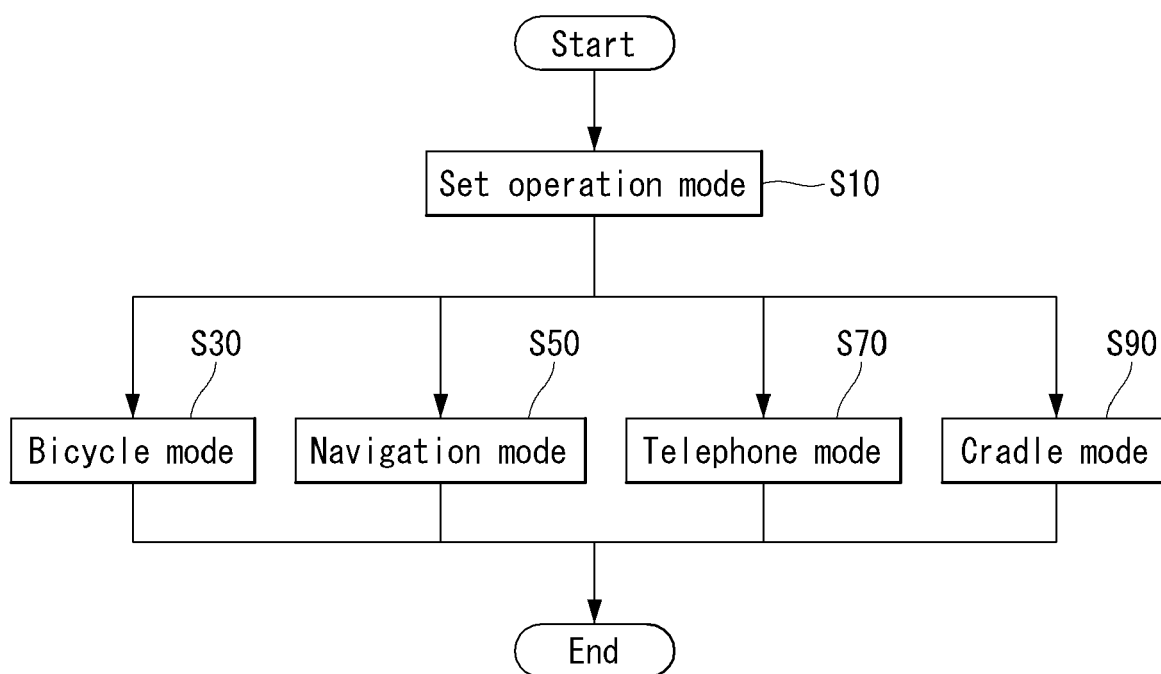 Start
Set operation mode
S10
S30
S50
S70
S90
Bicycle mode
Navigation mode
Telephone mode
Cradle mode
End